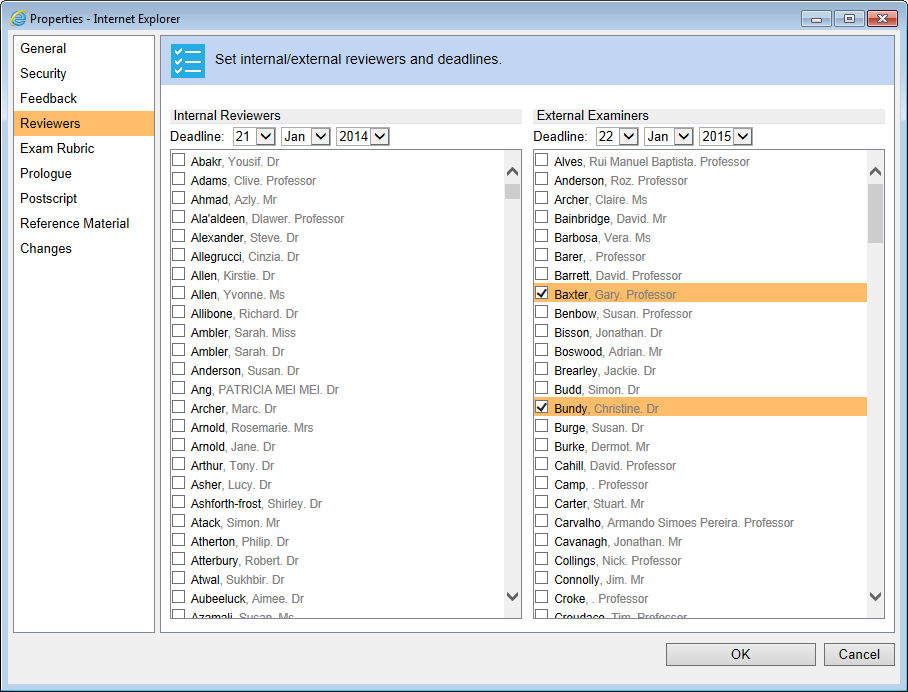 Properties - Internet Explorer
General
Security
Feedback
Reviewers
Exam Rubric
Prologue
Postscript
Reference Material
Changes
Set internal/external reviewers and deadlines.
Internal Reviewers
Deadline: 21 Jan 2014
Abakr, Yousif. Dr
Adams, Clive. Professor
Ahmad, Azly. Mr
Ala'aldeen, Dlawer. Professor
Alexander, Steve. Dr
Allegrucci, Cinzia. Dr
Allen, Kirstie. Dr
Allen, Yvonne. Ms
Allibone, Richard. Dr
Ambler, Sarah. Miss
Ambler, Sarah. Dr
Anderson, Susan. Dr
Ang, PATRICIA MEI MEI. Dr
Archer, Marc. Dr
Arnold, Rosemarie. Mrs
Arnold, Jane. Dr
Arthur, Tony. Dr
Asher, Lucy. Dr
Ashforth-frost, Shirley. Dr
Atack, Simon. Mr
Atherton, Philip. Dr
Atterbury, Robert. Dr
Atwal, Sukhbir. Dr
Aubeeluck, Aimee. Dr
Azamali, Susan. Ms
External Examiners
Deadline: 22 Jan 2015
Alves, Rui Manuel Baptista. Professor
Anderson, Roz. Professor
Archer, Claire. Ms
Bainbridge, David. Mr
Barbosa, Vera. Ms
Barer, . Professor
Barrett, David. Professor
Baxter, Gary. Professor
Benbow, Susan. Professor
Bisson, Jonathan. Dr
Boswood, Adrian. Mr
Brearley, Jackie. Dr
Budd, Simon. Dr
Bundy, Christine. Dr
Burge, Susan. Dr
Burke, Dermot. Mr
Cahill, David. Professor
Camp, . Professor
Carter, Stuart. Mr
Carvalho, Armando Simoes Pereira. Professor
Cavanagh, Jonathan. Mr
Collings, Nick. Professor
Connolly, Jim. Mr
Croke, . Professor
Croudace, Tim. Professor
OK
Cancel